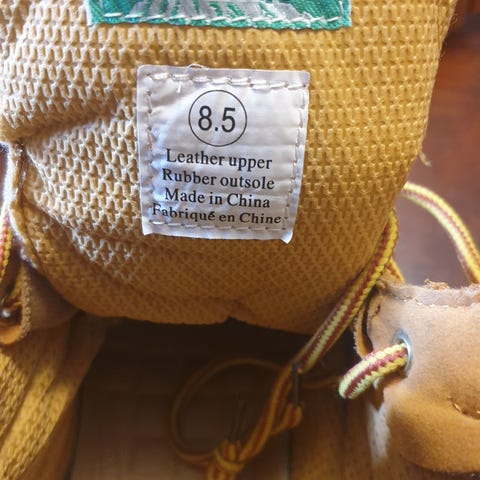 8.5
Leather upper
Rubber outsole
Made in China
Fabriqué en Chine